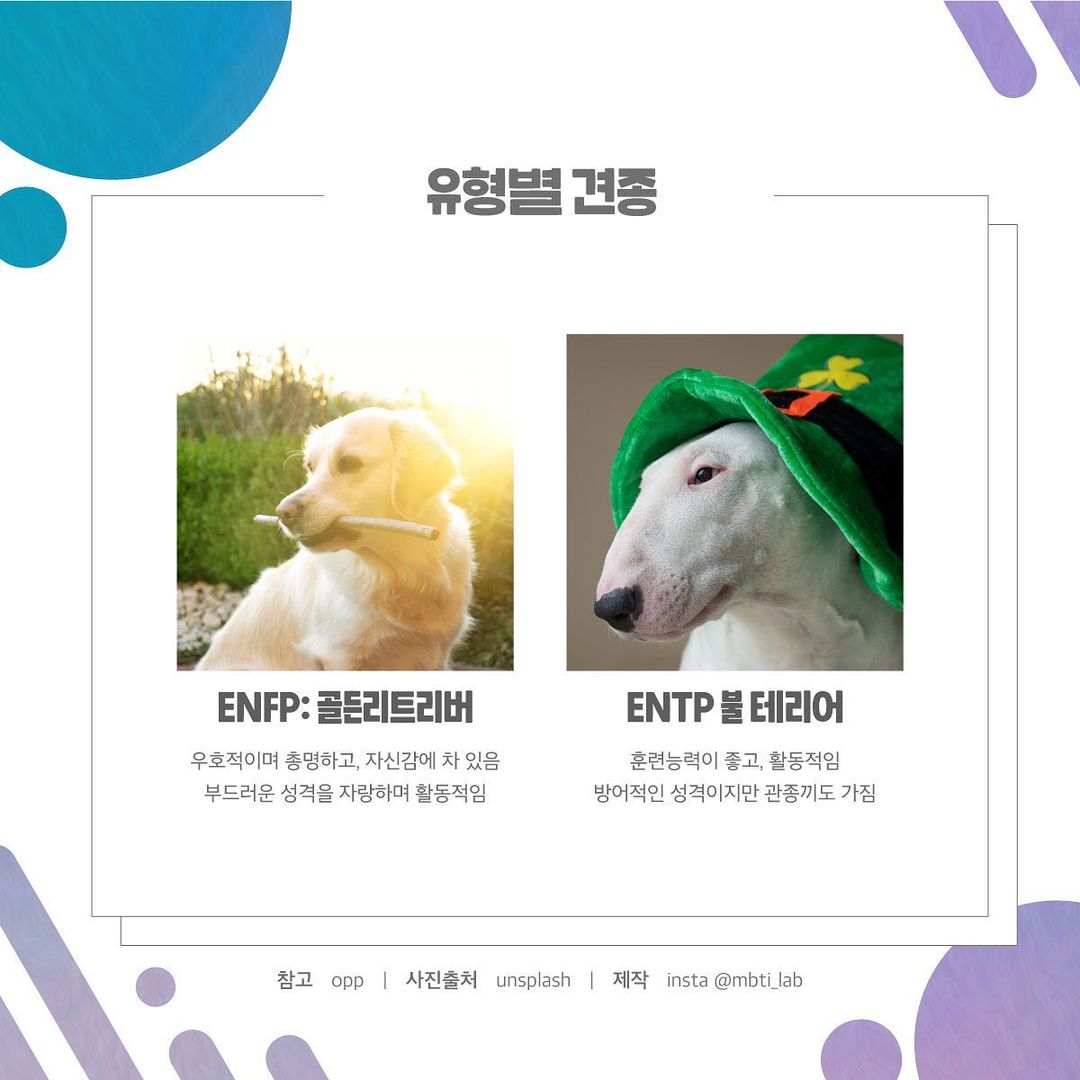 유형별 견종
ENFP: 골든리트리버
우호적이며 총명하고, 자신감에 차 있음
부드러운 성격을 자랑하며 활동적임
ENTP 불 테리어
훈련능력이 좋고, 활동적임
방어적인 성격이지만 관종끼도 가짐
참고 opp | 사진출처 unsplash | 제작 insta @mbti_lab